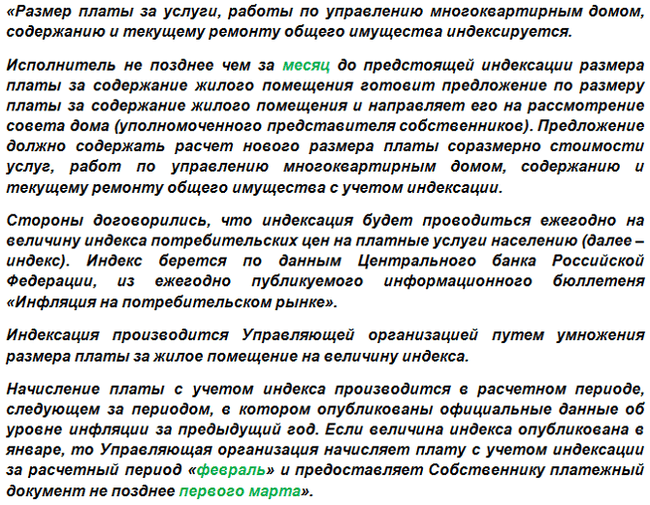 «Размер платы за услуги, работы по управлению многоквартирным домом,
содержанию и текущему ремонту общего имущества индексируется.
Исполнитель не позднее чем за месяц до предстоящей индексации размера
платы за содержание жилого помещения готовит предложение по размеру
платы за содержание жилого помещения и направляет его на рассмотрение
совета дома (уполномоченного представителя собственников). Предложение
должно содержать расчет нового размера платы соразмерно стоимости
услуг, работ по управлению многоквартирным домом, содержанию и
текущему ремонту общего имущества с учетом индексации.
Стороны договорились, что индексация будет проводиться ежегодно на
величину индекса потребительских цен на платные услуги населению (далее –
индекс). Индекс берется по данным Центрального банка Российской
Федерации, из ежегодно публикуемого информационного бюллетеня
«Инфляция на потребительском рынке».
Индексация производится Управляющей организацией путем умножения
размера платы за жилое помещение на величину индекса.
Начисление платы с учетом индекса производится в расчетном периоде,
следующем за периодом, в котором опубликованы официальные данные об
уровне инфляции за предыдущий год. Если величина индекса опубликована в
январе, то Управляющая организация начисляет плату с учетом индексации
за расчетный период «февраль» и предоставляет Собственнику платежный
документ не позднее первого марта».